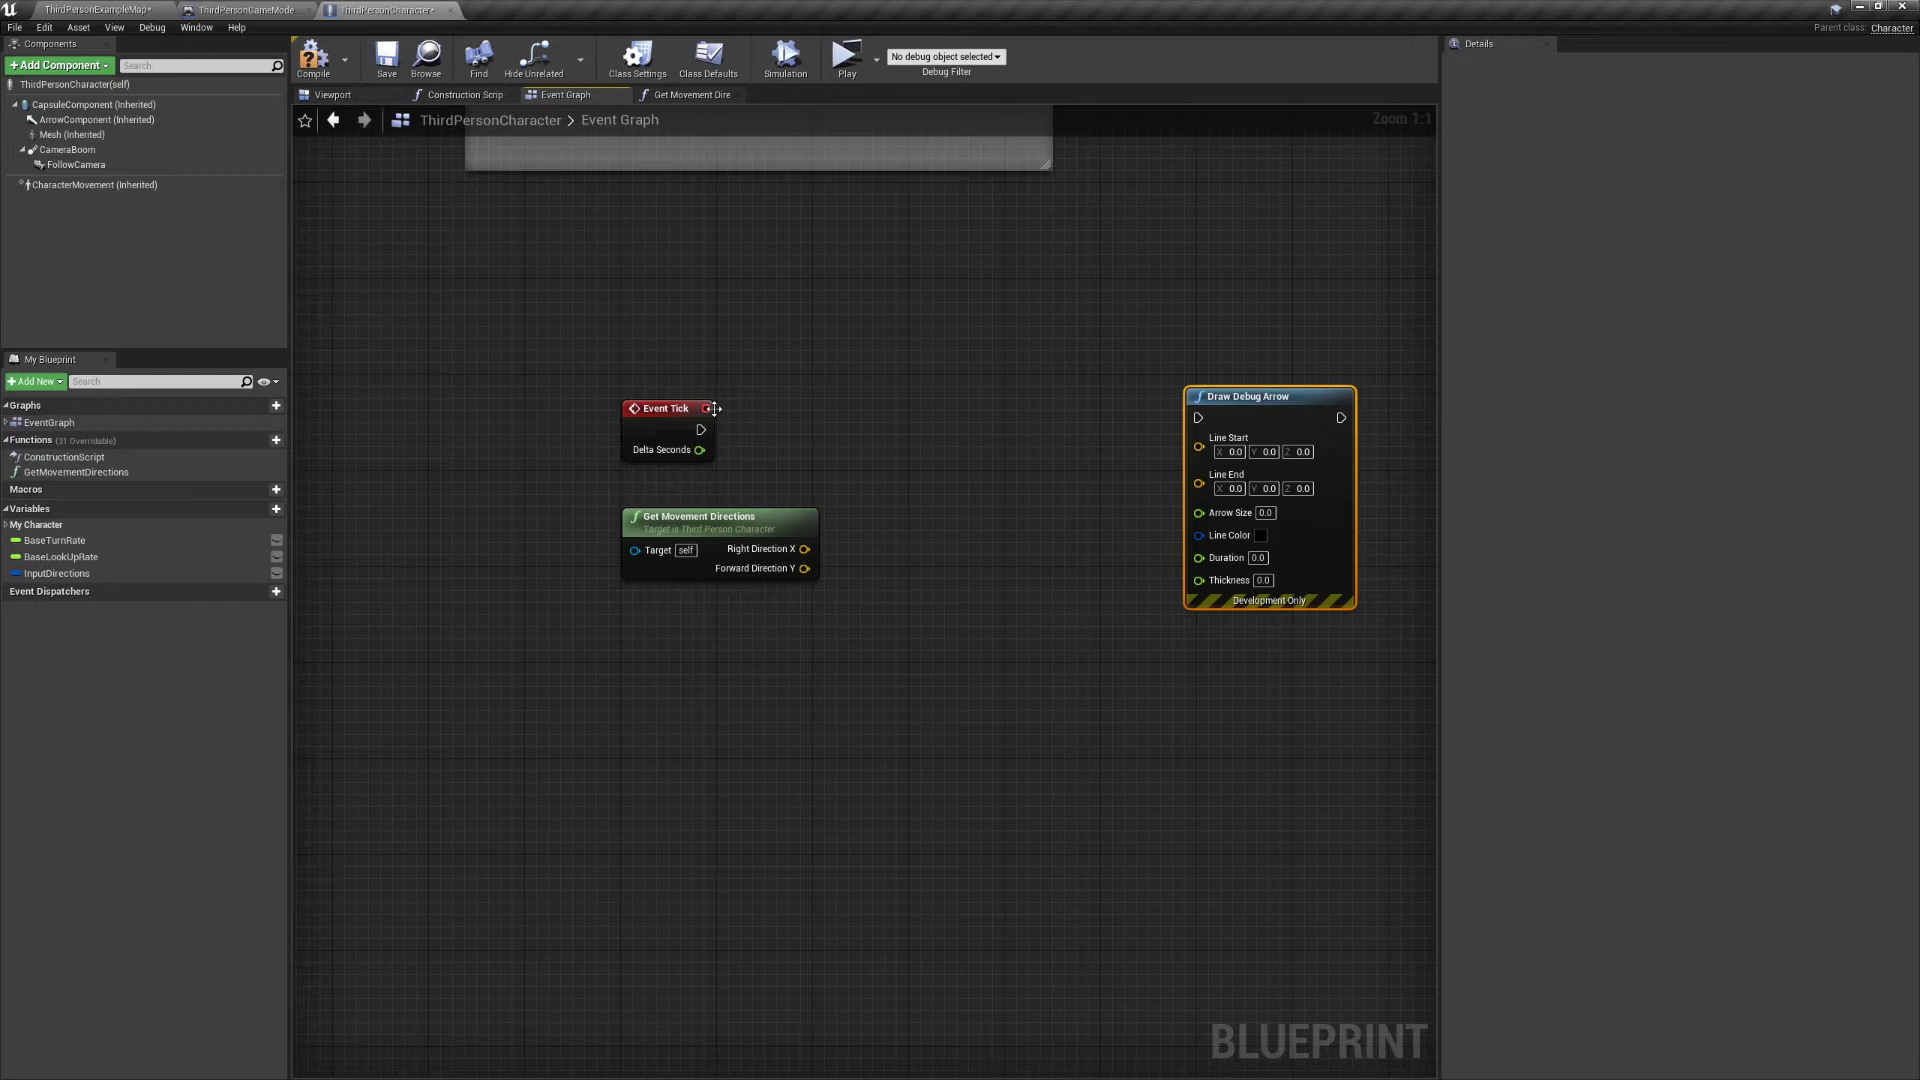 ThirdPersonExampleMap*
ThirdPersonGameMode
ThirdPersonCharacter*
File Edit Asset View Debug Window Help
Parent class: Character
Components
+Add Component
Search
ThirdPersonCharacter(self)
CapsuleComponent (Inherited)
ArrowComponent (Inherited)
Mesh (Inherited)
CameraBoom
FollowCamera
CharacterMovement (Inherited)
My Blueprint
+Add New
Search
Graphs
EventGraph
Functions (31 Overridable)
ConstructionScript
GetMovementDirections
Macros
Variables
My Character
BaseTurnRate
BaseLookUpRate
InputDirections
Event Dispatchers
Compile
Save
Browse
Find
Hide Unrelated
Class Settings
Class Defaults
Simulation
Play
No debug object selected
Debug Filter
Viewport
Construction Scrip
Event Graph
Get Movement Dire
ThirdPersonCharacter > Event Graph
Zoom 1:1
Event Tick
Delta Seconds
Get Movement Directions
Target is Third Person Character
Target self
Right Direction X
Forward Direction Y
Draw Debug Arrow
Line Start
X 0.0 Y 0.0 Z 0.0
Line End
X 0.0 Y 0.0 Z 0.0
Arrow Size 0.0
Line Color
Duration 0.0
Thickness 0.0
Development Only
BLUEPRINT
Details